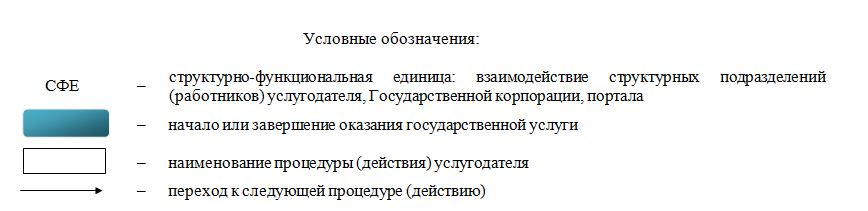 Условные обозначения:
СФЕ – структурно-функциональная единица: взаимодействие структурных подразделений
(работников) услугодателя, Государственной корпорации, портала
– начало или завершение оказания государственной услуги
– наименование процедуры (действия) услугодателя
– переход к следующей процедуре (действию)